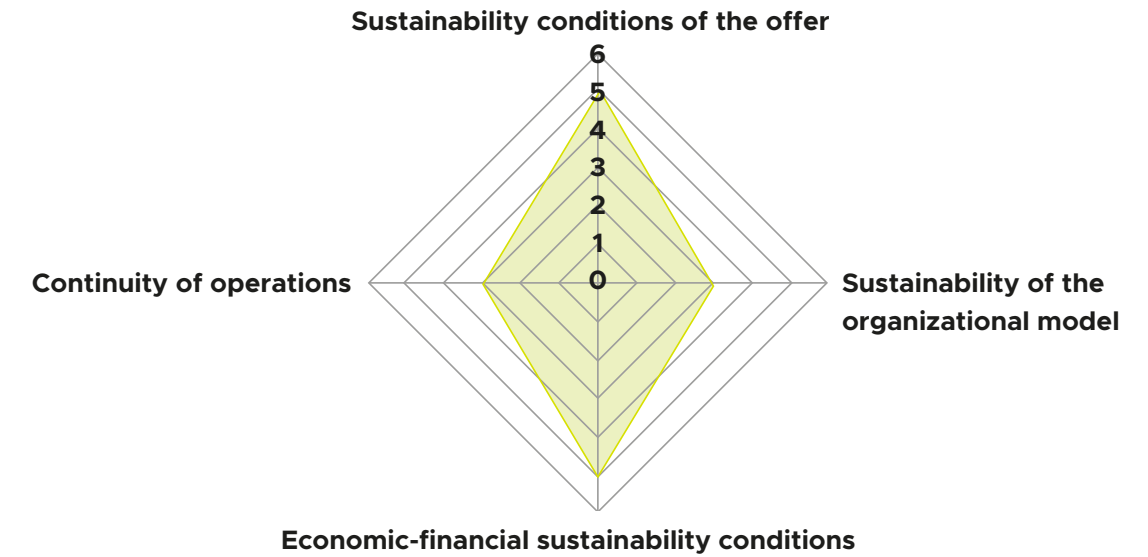 Sustainability conditions of the offer
6
5
4
3
2
1
0
Continuity of operations
Sustainability of the
organizational model
Economic-financial sustainability conditions